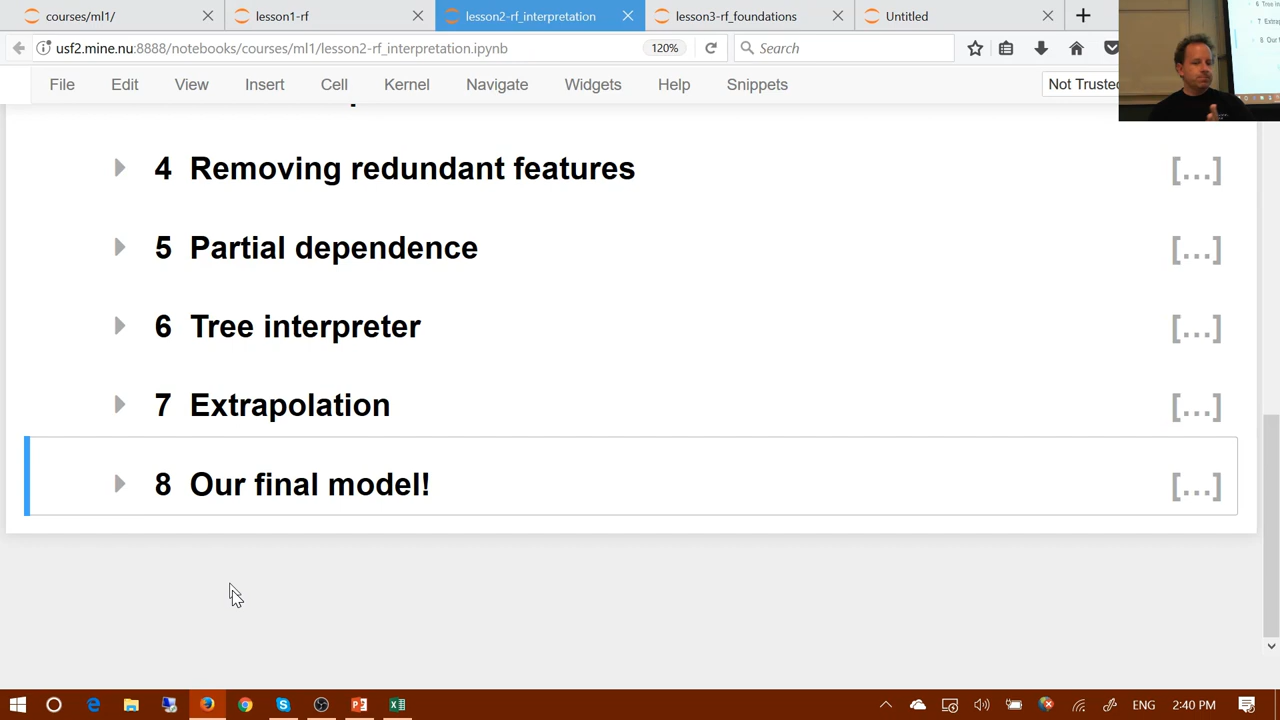 courses/ml1/ lesson1-rf lesson2-rf_interpretation lesson3-rf_foundations Untitled
usf2.mine.nu:8888/notebooks/courses/ml1/lesson2-rf_interpretation.ipynb 120% Search
File Edit View Insert Cell Kernel Navigate Widgets Help Snippets Not Trusted
4 Removing redundant features [...]
5 Partial dependence [...]
6 Tree interpreter [...]
7 Extrapolation [...]
8 Our final model! [...]
ENG 2:40 PM